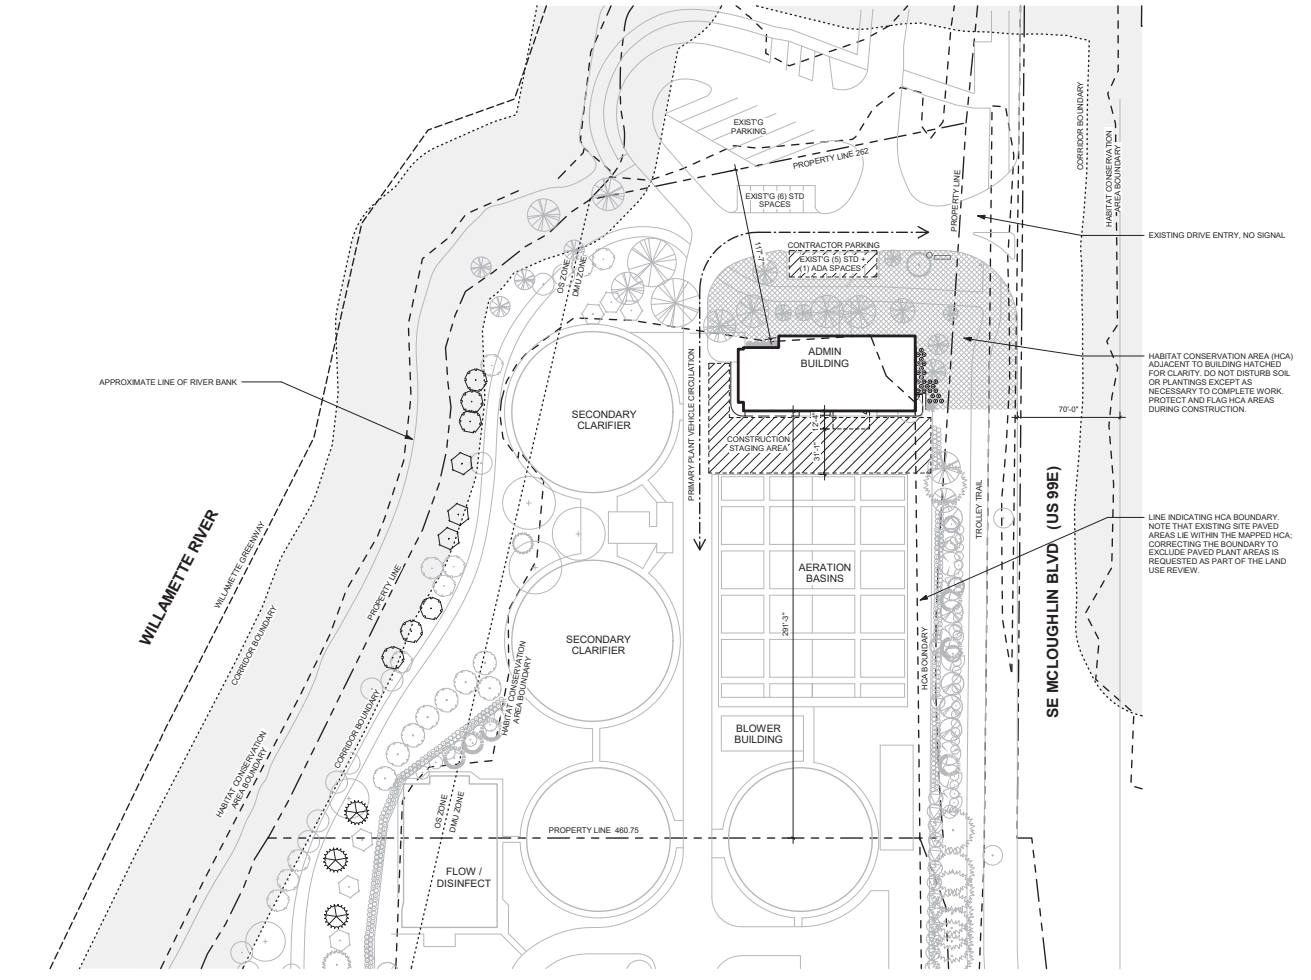 EXIST'G
PARKING
PROPERTY LINE 262
CORRIDOR BOUNDARY
HABITAT CONSERVATION
AREA BOUNDARY
PROPERTY LINE
EXIST'G (6) STD
SPACES
EXISTING DRIVE ENTRY, NO SIGNAL
117'-7"
CONTRACTOR PARKING
EXIST'G (5) STD +
(1) ADA SPACES
OS ZONE
DMU ZONE
ADMIN
BUILDING
HABITAT CONSERVATION AREA (HCA)
ADJACENT TO BUILDING HATCHED
FOR CLARITY. DO NOT DISTURB SOIL
OR PLANTINGS EXCEPT AS
NECESSARY TO COMPLETE WORK.
PROTECT AND FLAG HCA AREAS
DURING CONSTRUCTION.
APPROXIMATE LINE OF RIVER BANK
PRIMARY PLANT VEHICLE CIRCULATION
70'-0"
SECONDARY
CLARIFIER
CONSTRUCTION
STAGING AREA
31'-1"
TROLLEY TRAIL
SE MCLOUGHLIN BLVD (US 99E)
LINE INDICATING HCA BOUNDARY.
NOTE THAT EXISTING SITE PAVED
AREAS LIE WITHIN THE MAPPED HCA;
CORRECTING THE BOUNDARY TO
EXCLUDE PAVED PLANT AREAS IS
REQUESTED AS PART OF THE LAND
USE REVIEW.
WILLAMETTE RIVER
WILLAMETTE GREENWAY
CORRIDOR BOUNDARY
PROPERTY LINE
AERATION
BASINS
291'-3"
SECONDARY
CLARIFIER
HCA BOUNDARY
HABITAT CONSERVATION
AREA BOUNDARY
CORRIDOR BOUNDARY
HABITAT CONSERVATION
AREA BOUNDARY
BLOWER
BUILDING
OS ZONE
DMU ZONE
PROPERTY LINE 460.75
FLOW /
DISINFECT